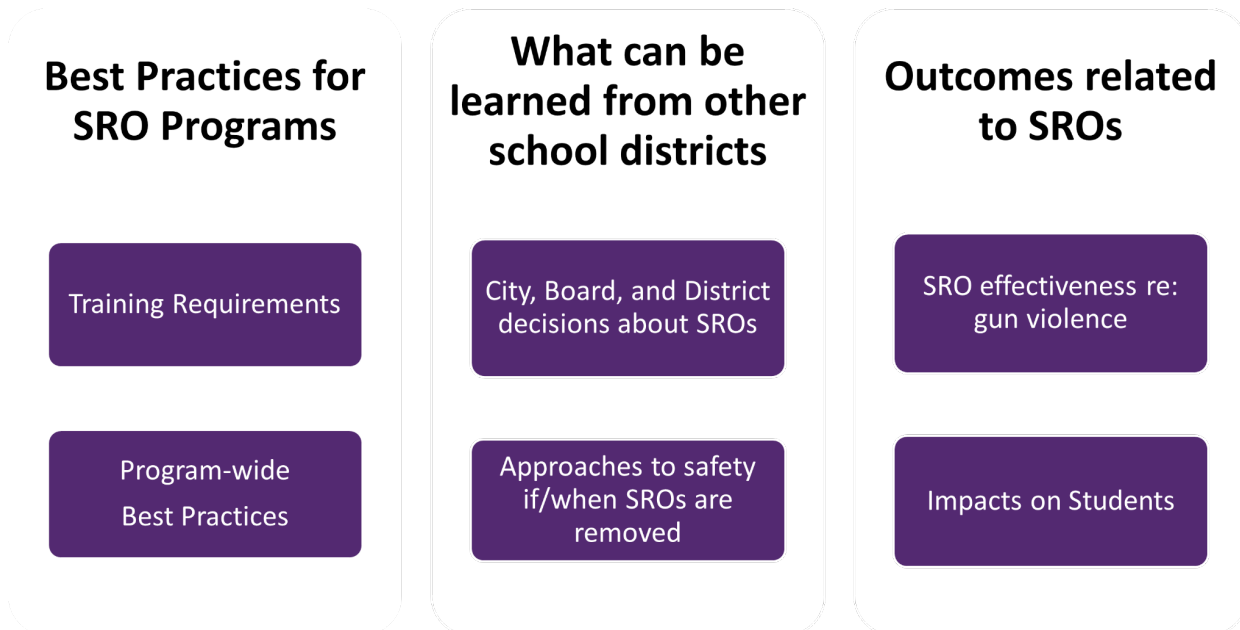 Best Practices for
SRO Programs
Training Requirements
Program-wide
Best Practices
What can be
learned from other
school districts
City, Board, and District
decisions about SROs
Approaches to safety
if/when SROs are
removed
Outcomes related
to SROs
SRO effectiveness re:
gun violence
Impacts on Students